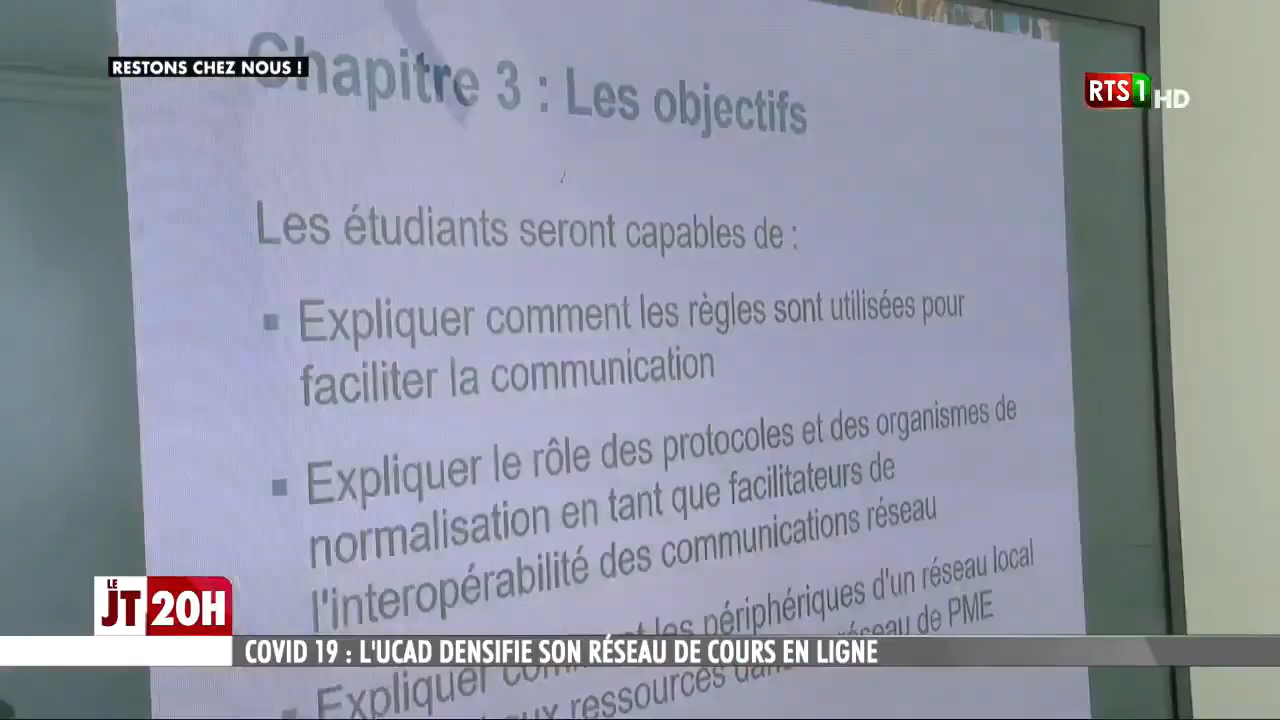 RESTONS CHEZ NOUS !
RTS1 HD
Chapitre 3 : Les objectifs
Les étudiants seront capables de :
▪ Expliquer comment les règles sont utilisées pour
faciliter la communication
▪ Expliquer le rôle des protocoles et des organismes de
normalisation en tant que facilitateurs de
l'interopérabilité des communications réseau
▪ Expliquer les périphériques d'un réseau local
ressources réseau de PME
LE
JT 20H
COVID 19 : L'UCAD DENSIFIE SON RÉSEAU DE COURS EN LIGNE